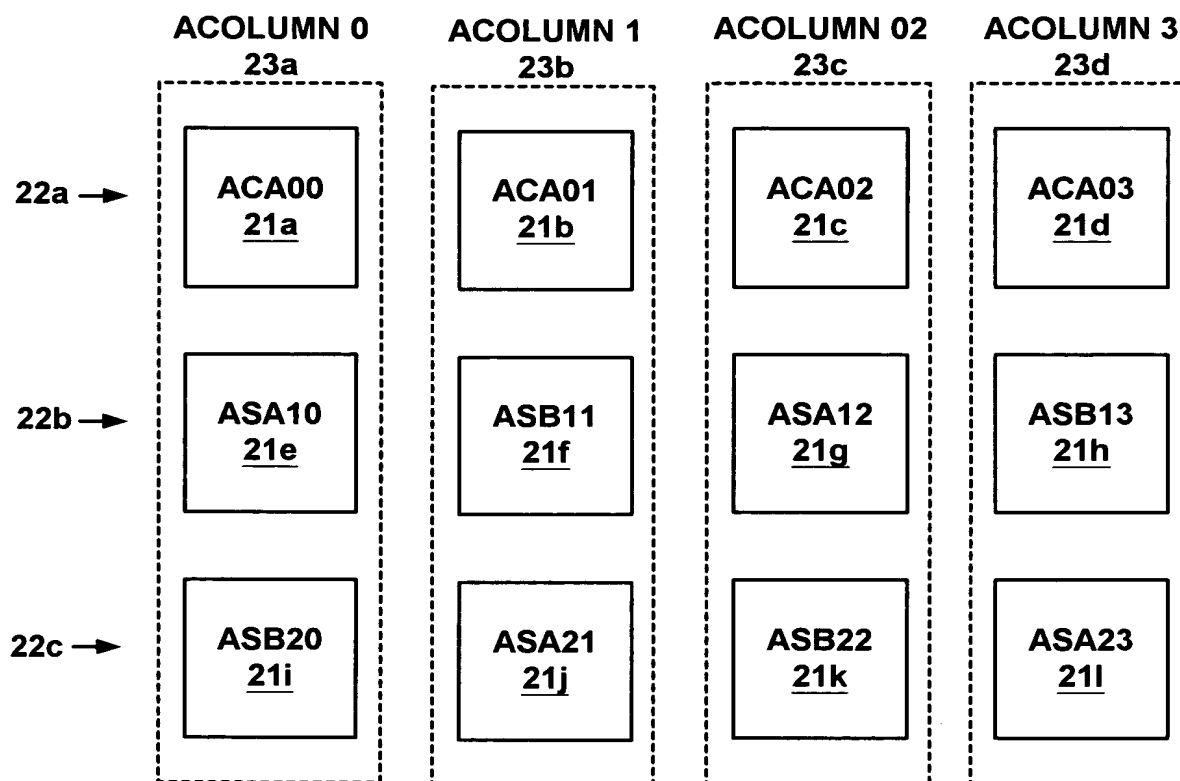 ACOLUMN 0 ACOLUMN 1 ACOLUMN 02 ACOLUMN 3
23a 23b 23c 23d
22a ACA00 ACA01 ACA02 ACA03
21a 21b 21c 21d
22b ASA10 ASB11 ASA12 ASB13
21e 21f 21g 21h
22c ASB20 ASA21 ASB22 ASA23
21i 21j 21k 21l